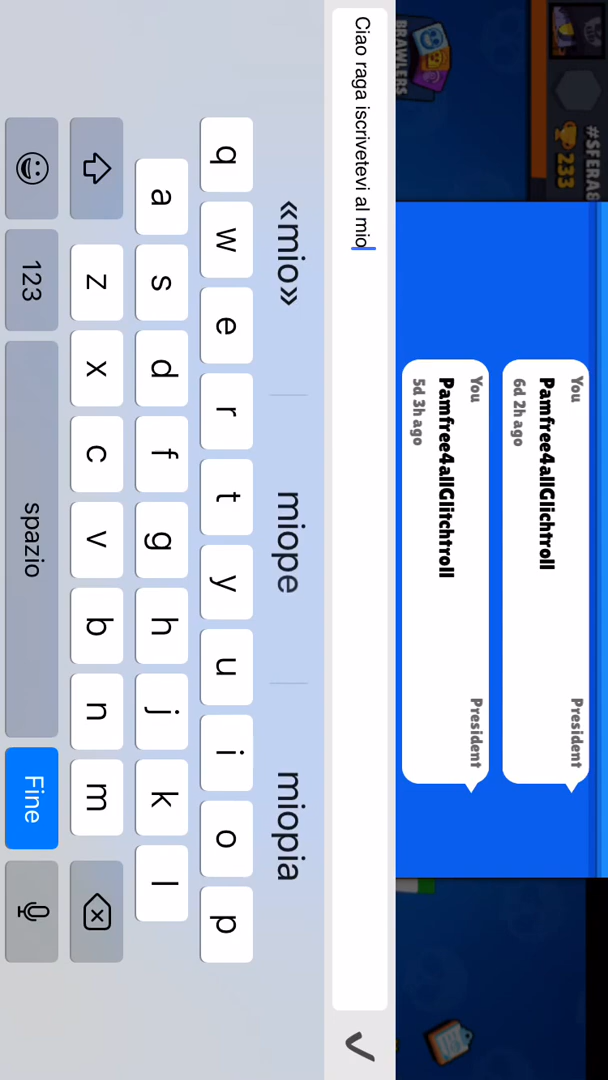 #SFERA8
233
BRAWLERS
You
President
Pamfree4allGlichtroll
6d 2h ago
You
President
Pamfree4allGlitchtroll
5d 3h ago
Ciao raga iscrivetevi al mio
«mio» miope miopia
q w e r t y u i o p
a s d f g h j k l
z x c v b n m
123 spazio Fine